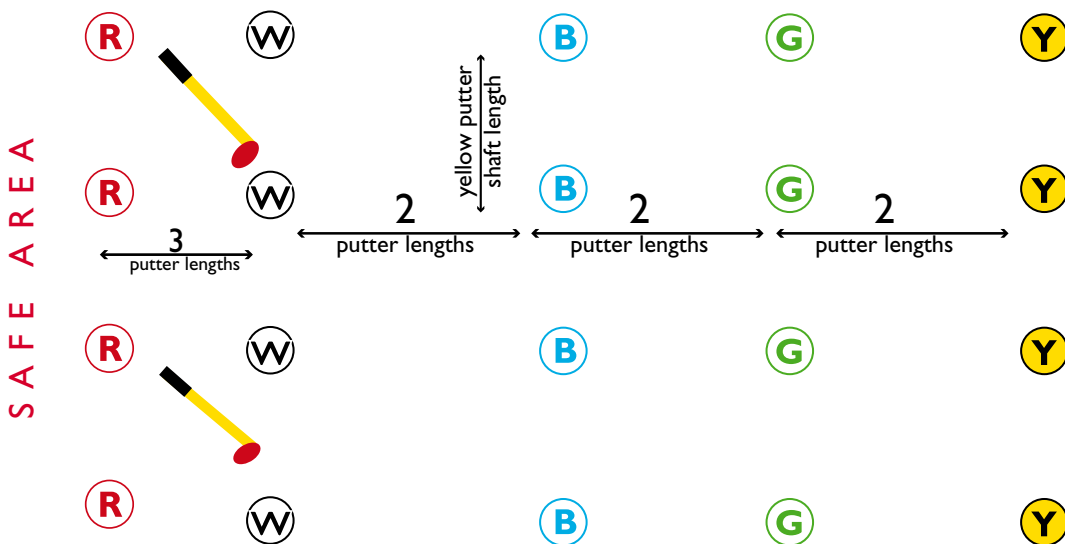 R W B G Y
yellow putter
shaft length
SAFE AREA
R W B G Y
3
putter lengths
2
putter lengths
2
putter lengths
2
putter lengths
R W B G Y
R W B G Y